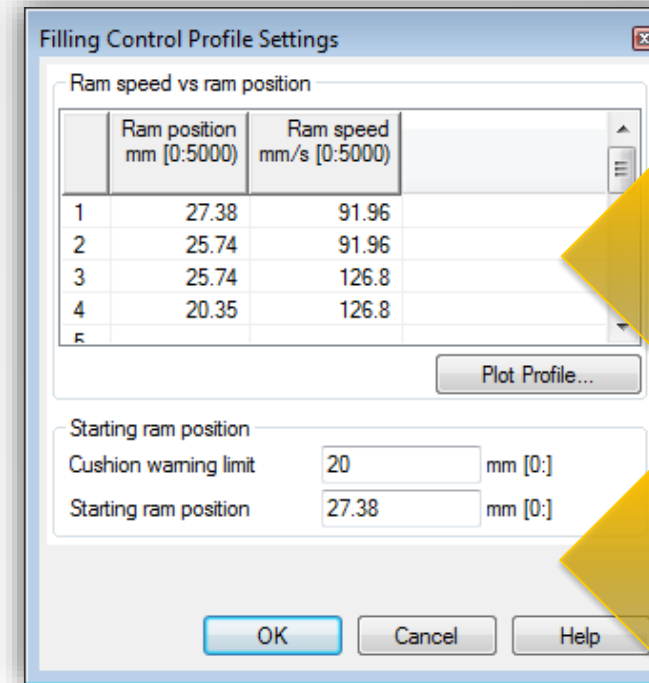 Filling Control Profile Settings
Ram speed vs ram position
Ram position Ram speed
mm [0:5000) mm/s [0:5000)
1 27.38 91.96
2 25.74 91.96
3 25.74 126.8
4 20.35 126.8
5
Plot Profile...
Starting ram position
Cushion warning limit 20 mm [0:]
Starting ram position 27.38 mm [0:]
OK Cancel Help